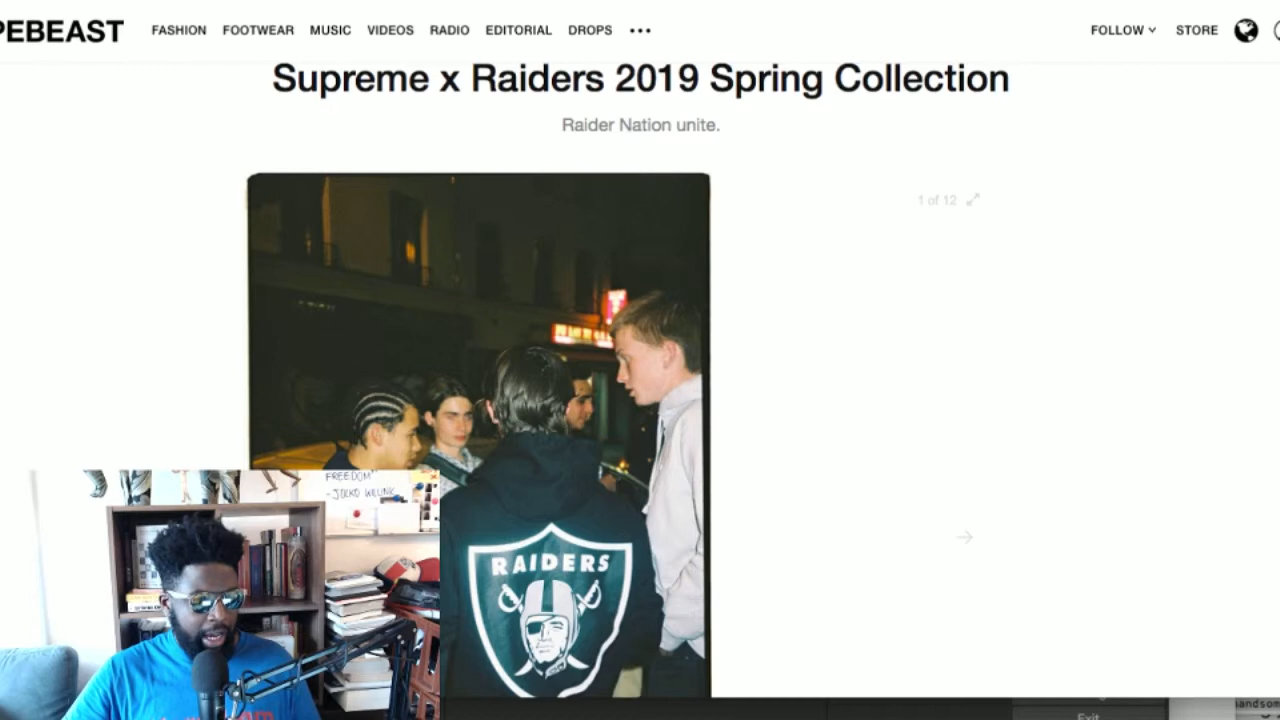 PEBEAST FASHION FOOTWEAR MUSIC VIDEOS RADIO EDITORIAL DROPS ••• FOLLOW STORE
Supreme x Raiders 2019 Spring Collection
Raider Nation unite.
1 of 12
FREEDOM"
-JOCKO WILLINK
RAIDERS
Exit